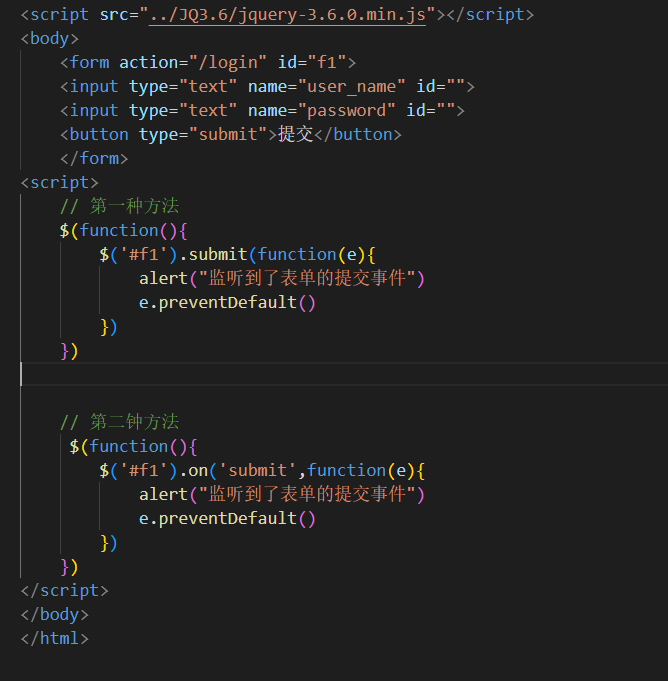 <script src="../JQ3.6/jquery-3.6.0.min.js"></script>
<body>
    <form action="/login" id="f1">
    <input type="text" name="user_name" id="">
    <input type="text" name="password" id="">
    <button type="submit">提交</button>
    </form>
<script>
    // 第一种方法
    $(function(){
        $('#f1').submit(function(e){
            alert("监听到了表单的提交事件")
            e.preventDefault()
        })
    })
    // 第二钟方法
     $(function(){
        $('#f1').on('submit',function(e){
            alert("监听到了表单的提交事件")
            e.preventDefault()
        })
    })
</script>
</body>
</html>